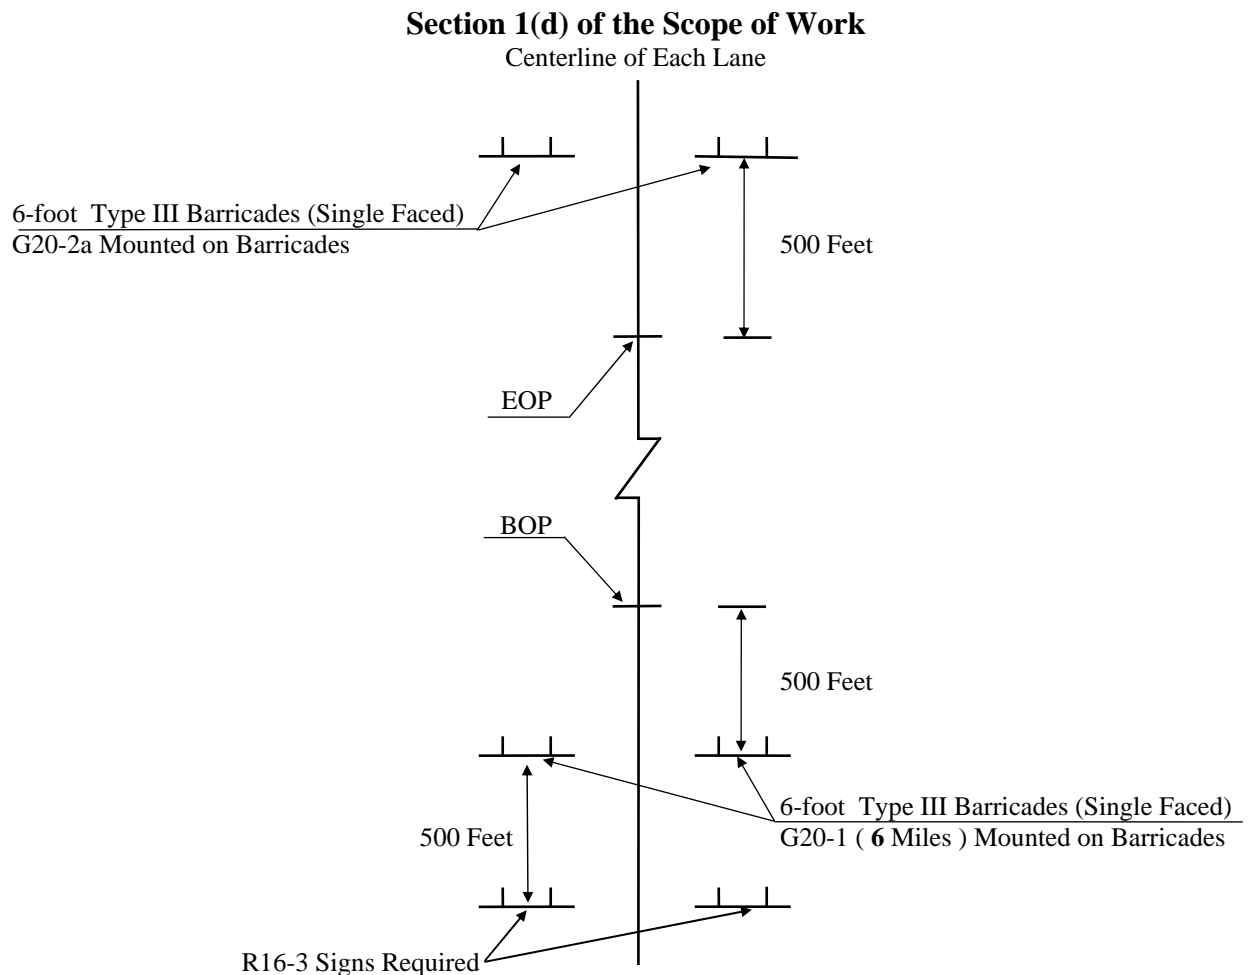 Section 1(d) of the Scope of Work
Centerline of Each Lane
6-foot Type III Barricades (Single Faced)
G20-2a Mounted on Barricades
500 Feet
EOP
BOP
500 Feet
6-foot Type III Barricades (Single Faced)
G20-1 ( 6 Miles ) Mounted on Barricades
500 Feet
R16-3 Signs Required